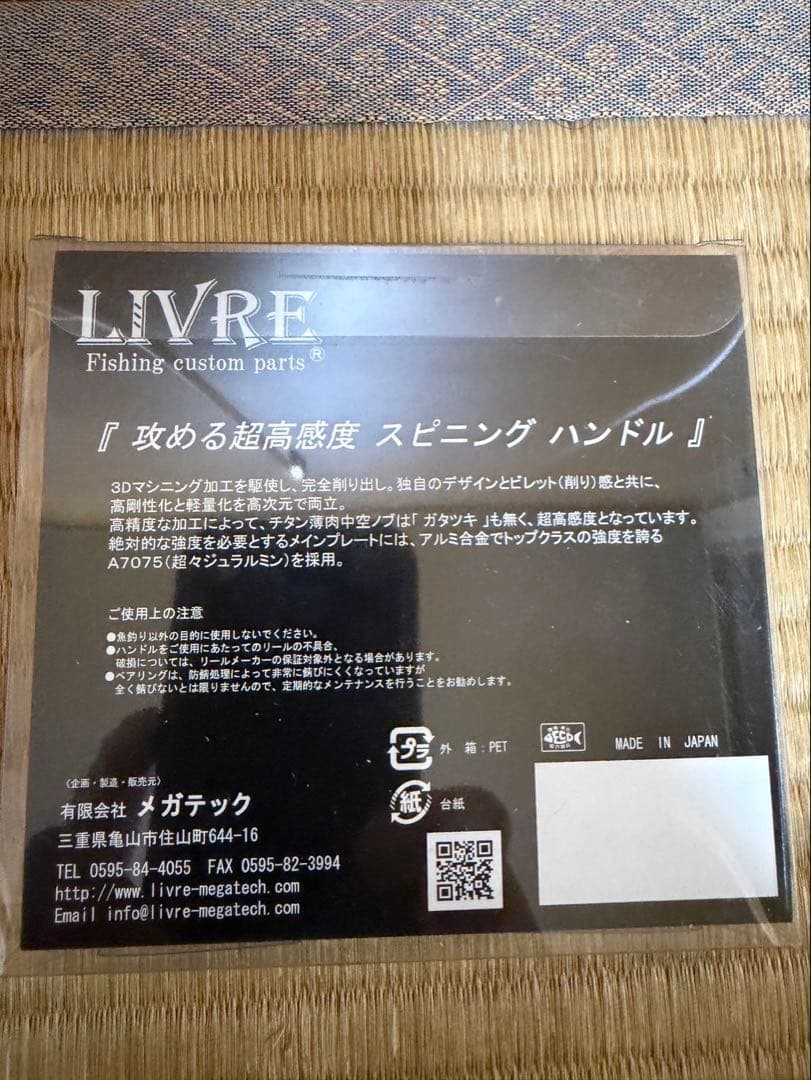 LIVRE
Fishing custom parts®
『 攻める超高感度 スピニング ハンドル 』
3Dマシニング加工を駆使し、完全削り出し。独自のデザインとビレット(削り)感と共に、
高剛性化と軽量化を高次元で両立。
高精度な加工によって、チタン薄肉中空ノブは「 ガタツキ 」も無く、超高感度となっています。
絶対的な強度を必要とするメインプレートには、アルミ合金でトップクラスの強度を誇る
A7075(超々ジュラルミン)を採用。
ご使用上の注意
●魚釣り以外の目的に使用しないでください。
●ハンドルをご使用にあたってのリールの不具合、
破損については、リールメーカーの保証対象外となる場合があります。
●ベアリングは、防錆処理によって非常に錆びにくくなっていますが
全く錆びないとは限りませんので、定期的なメンテナンスを行うことをお勧めします。
プラ 外 箱：PET
紙 台紙
MADE IN JAPAN
〈企画・製造・販売元〉
有限会社 メガテック
三重県亀山市住山町644-16
TEL 0595-84-4055 FAX 0595-82-3994
http://www.livre-megatech.com
Email info@livre-megatech.com